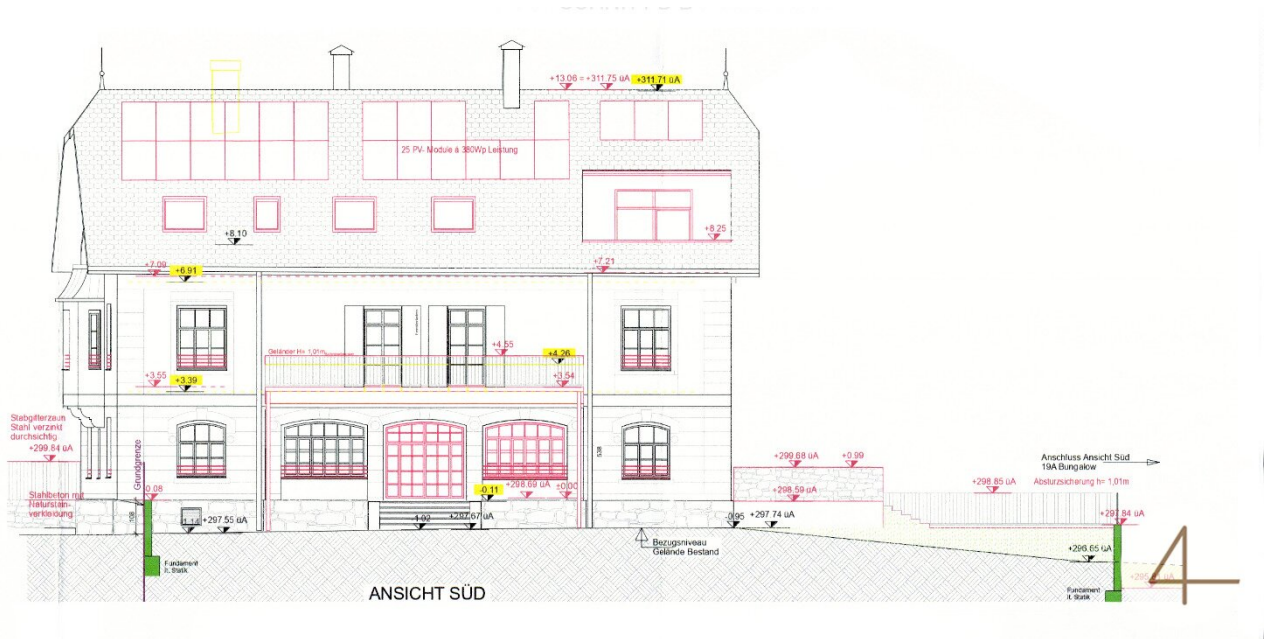 +13.06 = +311.75 üA
+311.71 üA
25 PV- Module à 380Wp Leistung
+8.10
+8.25
+7.09
+6.91
+7.21
Geländer H= 1,01m
+4.55
+4.26
+3.55
+3.39
+3.54
Stabgitterzaun
Stahl verzinkt
durchsichtig
+299.84 üA
Grundgrenze
538
+299.68 üA
+0.99
Anschluss Ansicht Süd
19A Bungalow
Stahlbeton mit
Naturstein-
verkleidung
-0.08
-0.11
+298.69 üA
±0.00
+298.59 üA
+298.85 üA
Absturzsicherung h= 1,01m
108
-1.14
+297.55 üA
-1.02
+297.67 üA
-0.95
+297.74 üA
+297.84 üA
Bezugsniveau
Gelände Bestand
+296.65 üA
Fundament
lt. Statik
ANSICHT SÜD
Fundament
lt. Statik
4